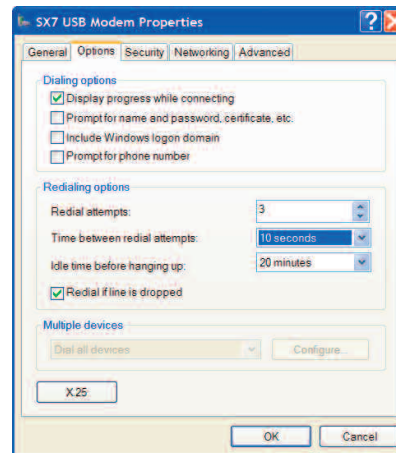 SX7 USB Modem Properties
General Options Security Networking Advanced
Dialing options
Display progress while connecting
Prompt for name and password, certificate, etc.
Include Windows logon domain
Prompt for phone number
Redialing options
Redial attempts: 3
Time between redial attempts: 10 seconds
Idle time before hanging up: 20 minutes
Redial if line is dropped
Multiple devices
Dial all devices Configure...
X.25
OK Cancel